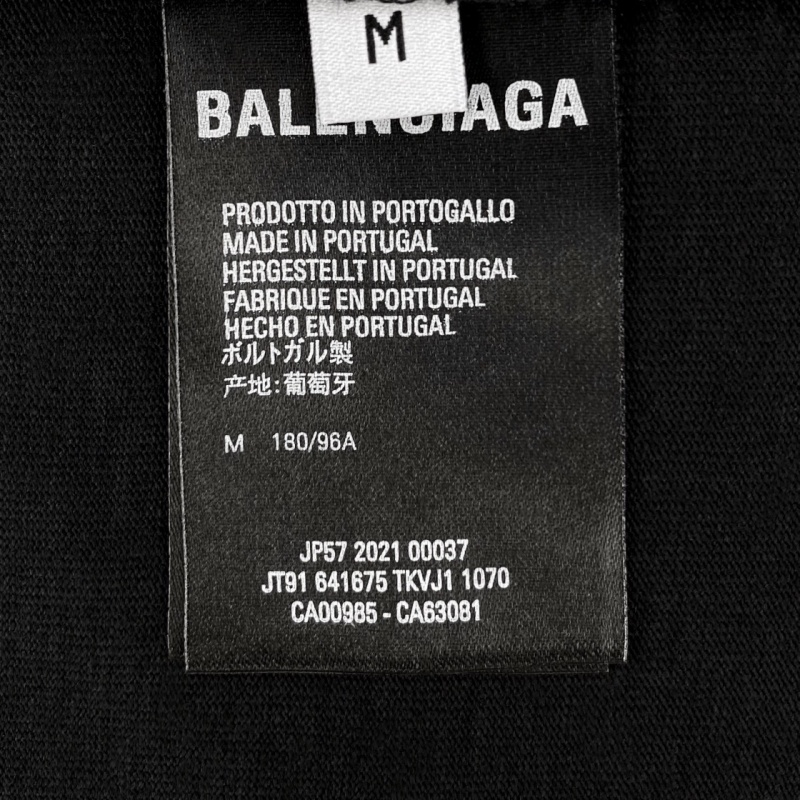 M
BALENCIAGA
PRODOTTO IN PORTOGALLO
MADE IN PORTUGAL
HERGESTELLT IN PORTUGAL
FABRIQUE EN PORTUGAL
HECHO EN PORTUGAL
ポルトガル製
产地:葡萄牙
M 180/96A
JP57 2021 00037
JT91 641675 TKVJ1 1070
CA00985 - CA63081